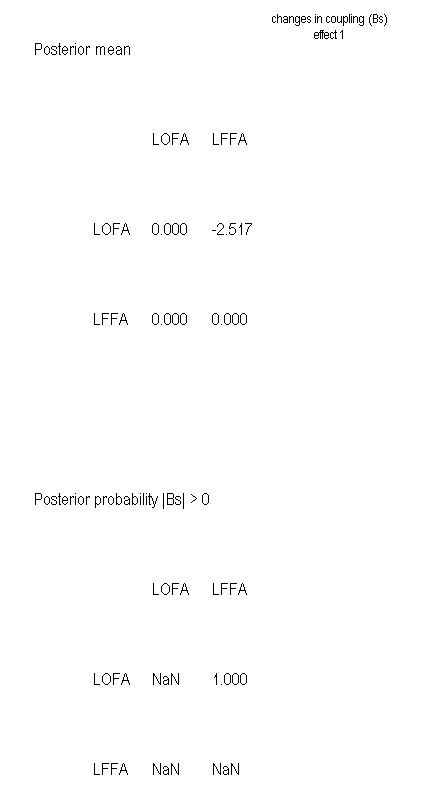 changes in coupling (Bs)
effect 1
Posterior mean
LOFA LFFA
LOFA 0.000 -2.517
LFFA 0.000 0.000
Posterior probability |Bs| > 0
LOFA LFFA
LOFA NaN 1.000
LFFA NaN NaN